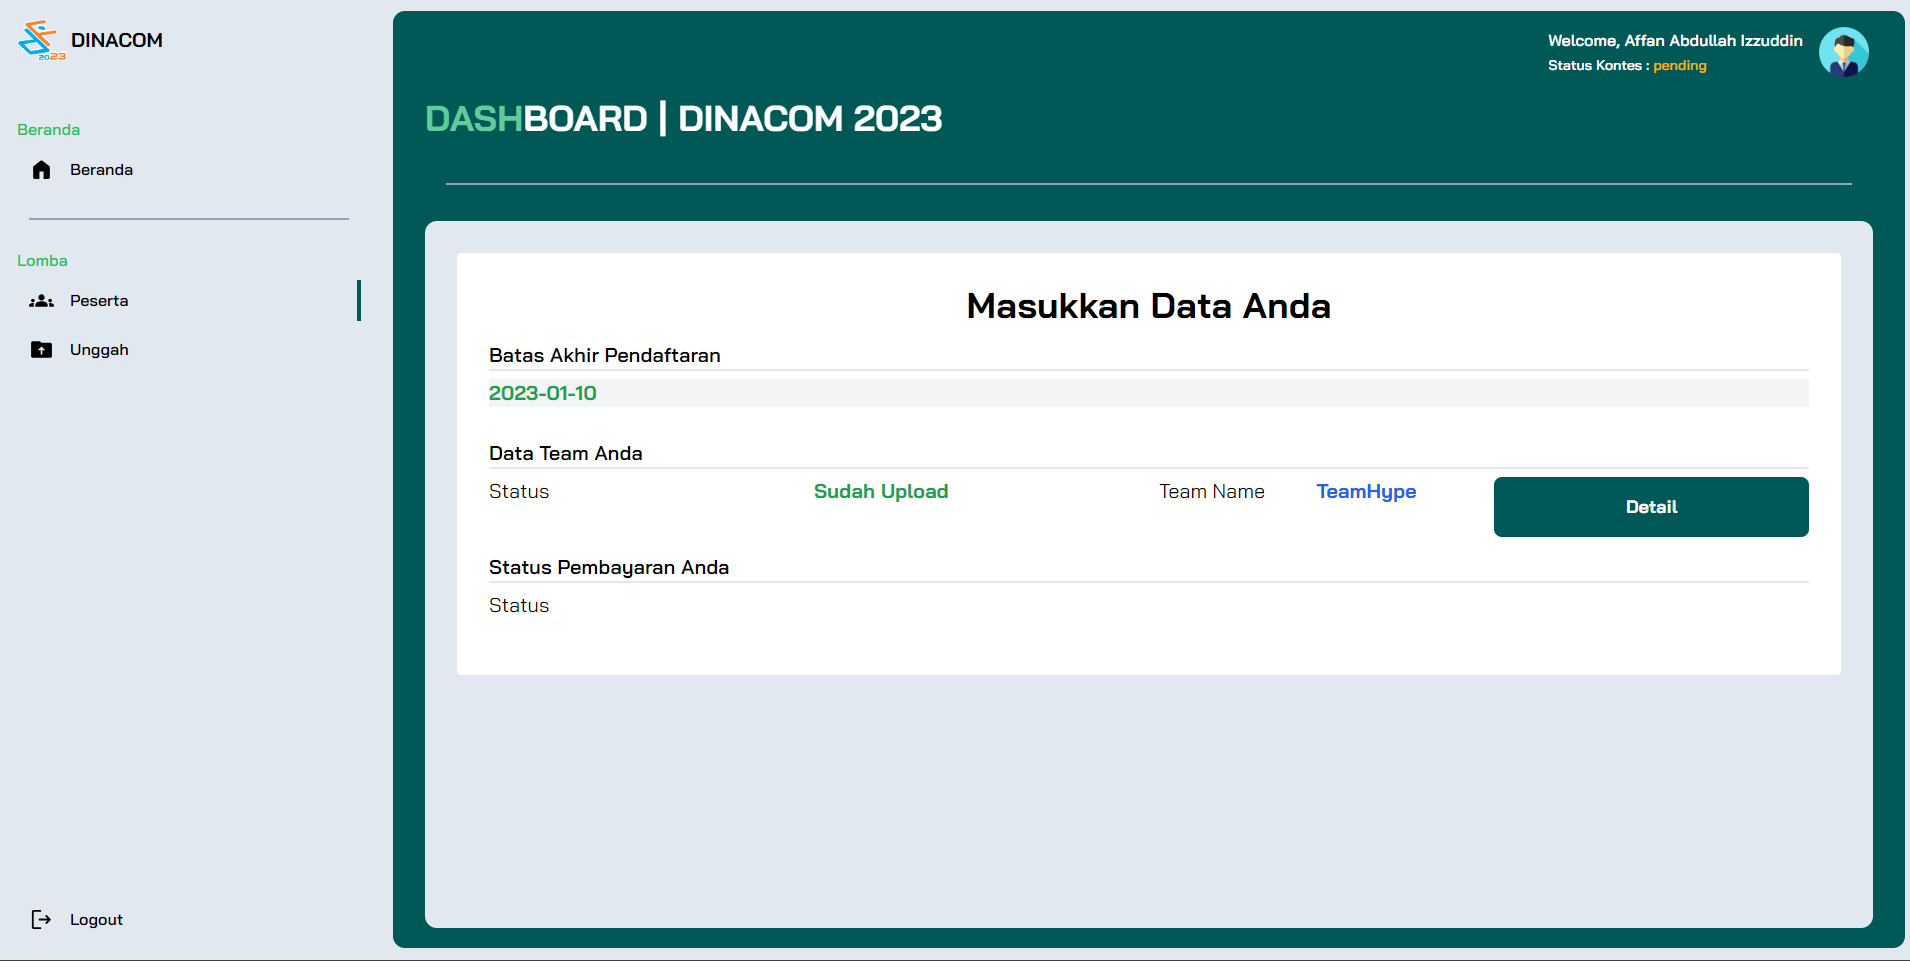 2023
DINACOM
Beranda
Beranda
Lomba
Peserta
Unggah
Logout
Welcome, Affan Abdullah Izzuddin
Status Kontes : pending
DASHBOARD | DINACOM 2023
Masukkan Data Anda
Batas Akhir Pendaftaran
2023-01-10
Data Team Anda
Status Sudah Upload Team Name TeamHype Detail
Status Pembayaran Anda
Status